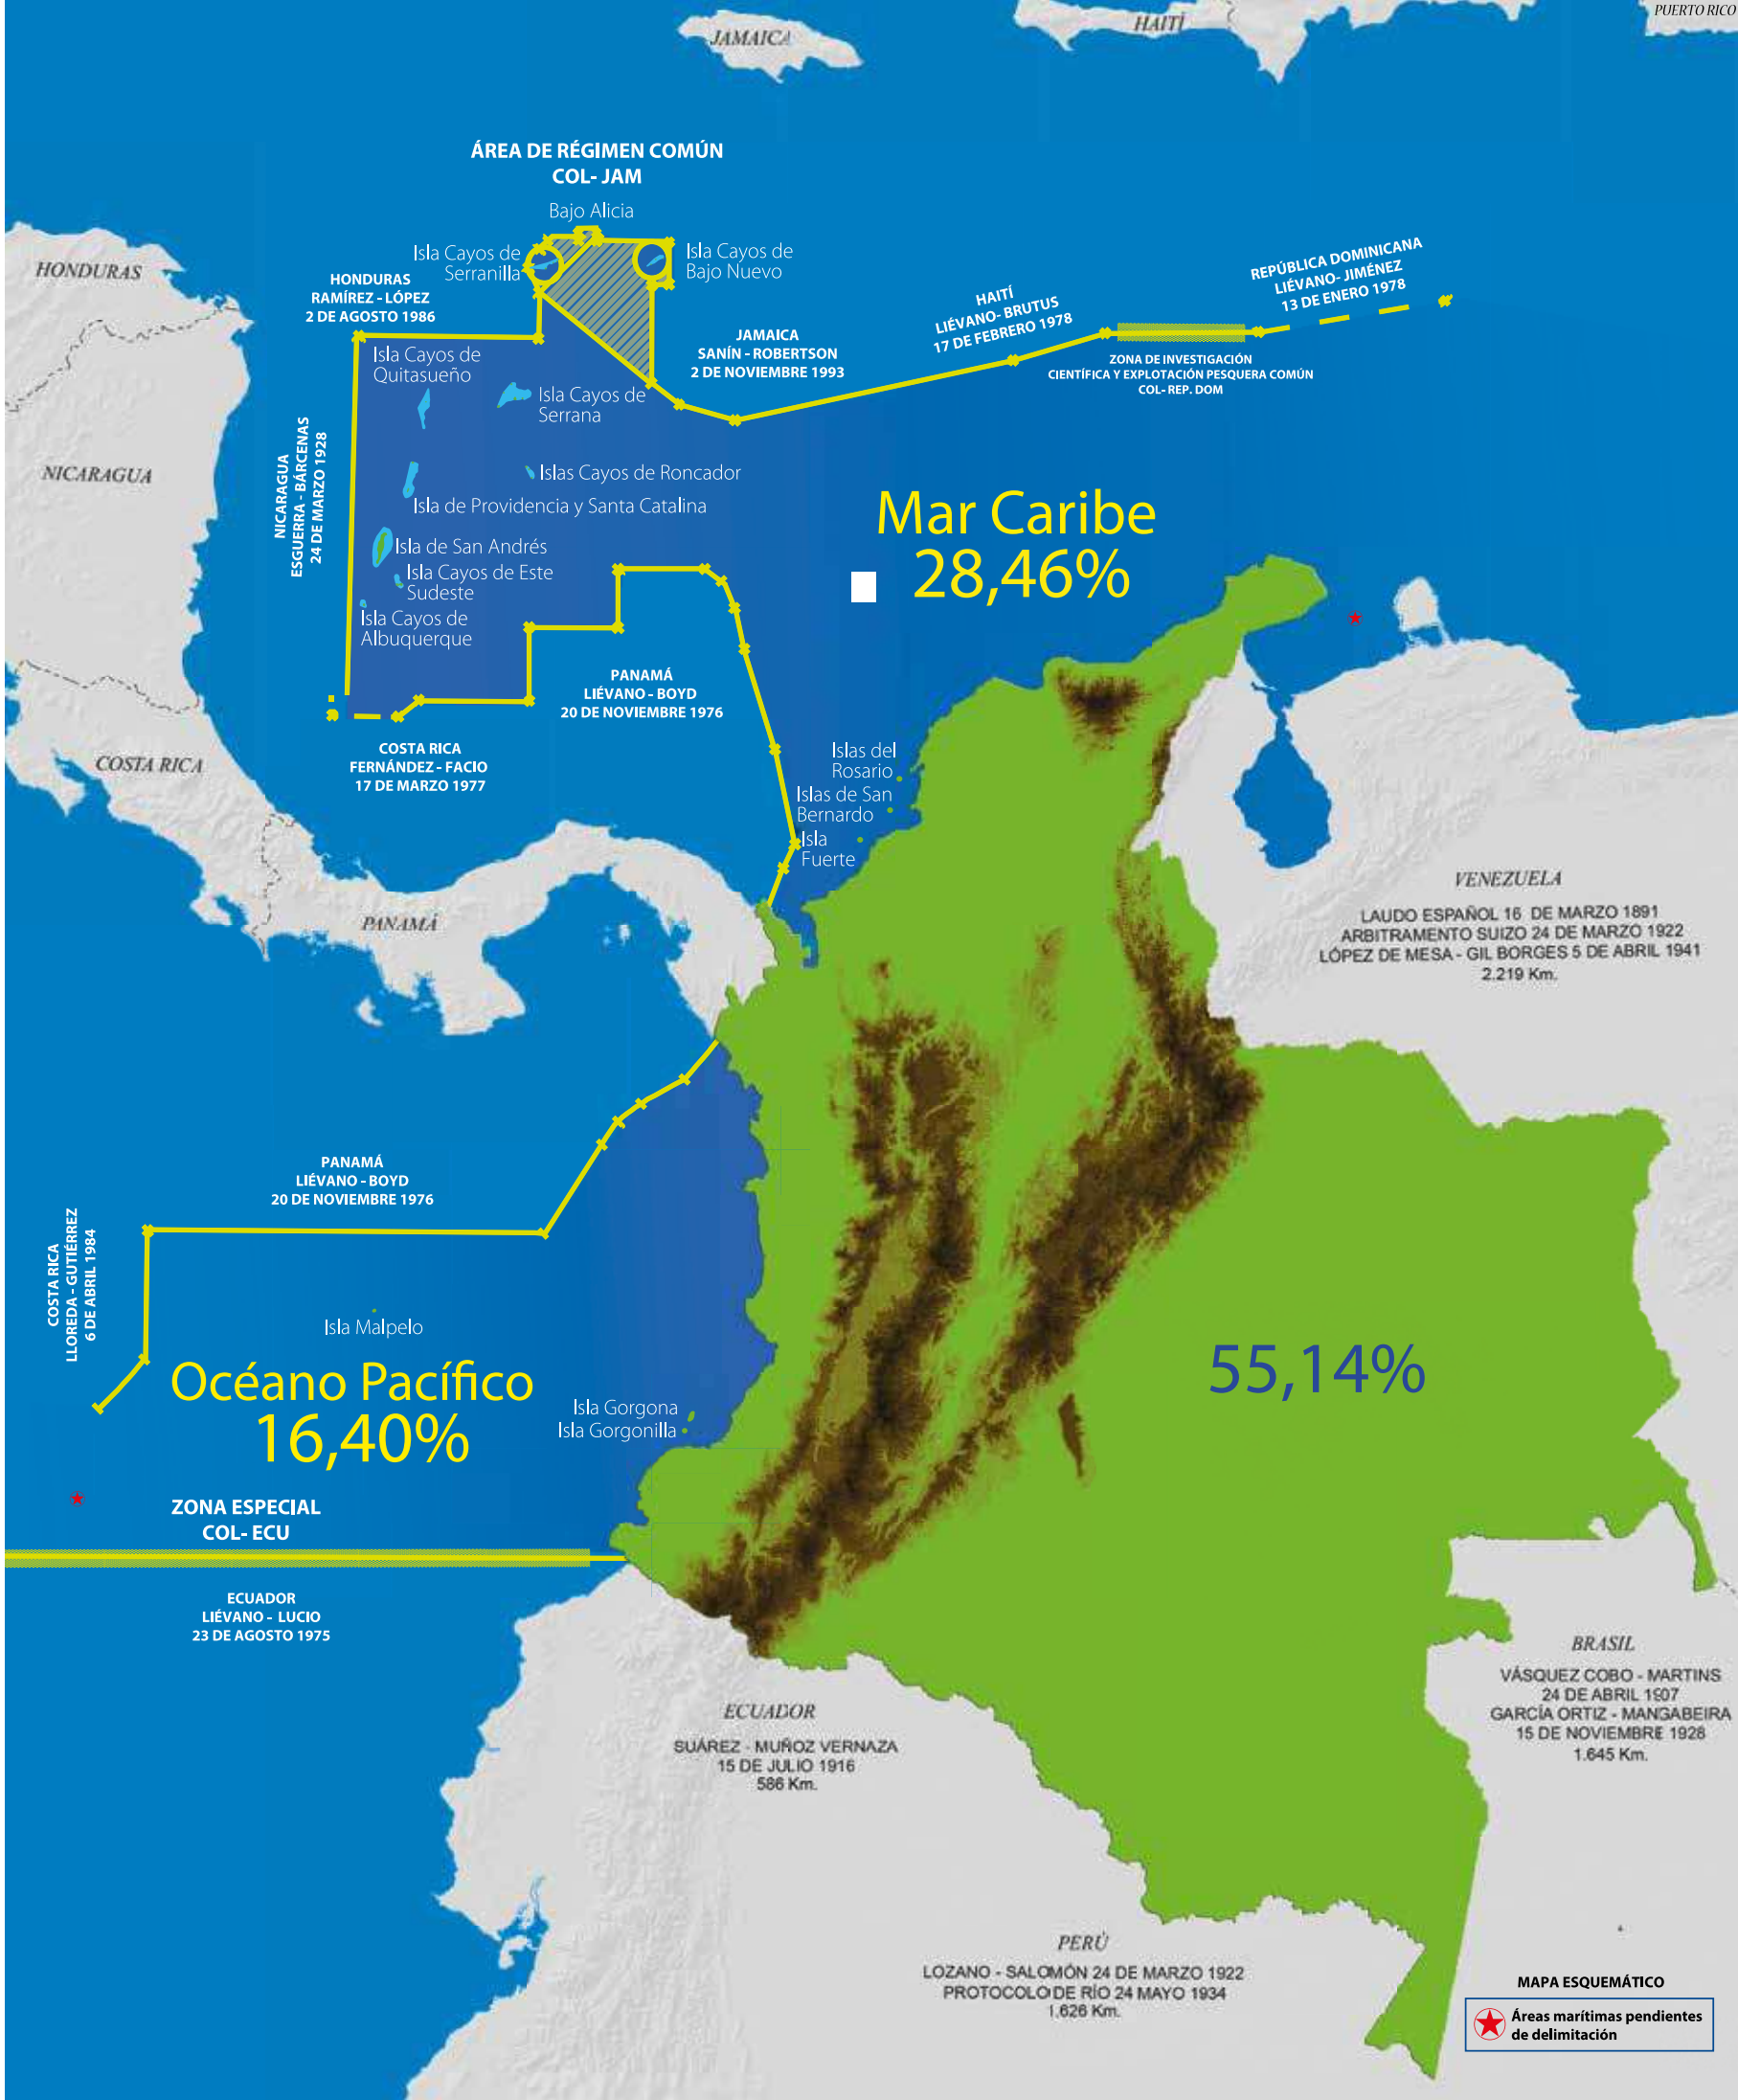 PUERTO RICO
HAITÍ
JAMAICA
ÁREA DE RÉGIMEN COMÚN
COL- JAM
Bajo Alicia
Isla Cayos de
Serranilla
Isla Cayos de
Bajo Nuevo
HONDURAS
HONDURAS
RAMÍREZ - LÓPEZ
2 DE AGOSTO 1986
REPÚBLICA DOMINICANA
LIÉVANO- JIMÉNEZ
13 DE ENERO 1978
HAITÍ
LIÉVANO- BRUTUS
17 DE FEBRERO 1978
JAMAICA
SANÍN - ROBERTSON
2 DE NOVIEMBRE 1993
ZONA DE INVESTIGACIÓN
CIENTÍFICA Y EXPLOTACIÓN PESQUERA COMÚN
COL- REP. DOM
Isla Cayos de
Quitasueño
Isla Cayos de
Serrana
NICARAGUA
NICARAGUA
ESGUERRA - BÁRCENAS
24 DE MARZO 1928
Islas Cayos de Roncador
Isla de Providencia y Santa Catalina
Mar Caribe
28,46%
Isla de San Andrés
Isla Cayos de Este
Sudeste
Isla Cayos de
Albuquerque
PANAMÁ
LIÉVANO - BOYD
20 DE NOVIEMBRE 1976
COSTA RICA
COSTA RICA
FERNÁNDEZ - FACIO
17 DE MARZO 1977
Islas del
Rosario
Islas de San
Bernardo
Isla
Fuerte
PANAMÁ
VENEZUELA
LAUDO ESPAÑOL 16 DE MARZO 1891
ARBITRAMENTO SUIZO 24 DE MARZO 1922
LÓPEZ DE MESA - GIL BORGES 5 DE ABRIL 1941
2.219 Km.
PANAMÁ
LIÉVANO - BOYD
20 DE NOVIEMBRE 1976
COSTA RICA
LLOREDA - GUTIÉRREZ
6 DE ABRIL 1984
Isla Malpelo
Océano Pacífico
16,40%
55,14%
Isla Gorgona
Isla Gorgonilla
ZONA ESPECIAL
COL- ECU
ECUADOR
LIÉVANO - LUCIO
23 DE AGOSTO 1975
BRASIL
VÁSQUEZ COBO - MARTINS
24 DE ABRIL 1907
GARCÍA ORTIZ - MANGABEIRA
15 DE NOVIEMBRE 1928
1.645 Km.
ECUADOR
SUÁREZ - MUÑOZ VERNAZA
15 DE JULIO 1916
586 Km.
PERÚ
LOZANO - SALOMÓN 24 DE MARZO 1922
PROTOCOLO DE RÍO 24 MAYO 1934
1.626 Km.
MAPA ESQUEMÁTICO
Áreas marítimas pendientes
de delimitación